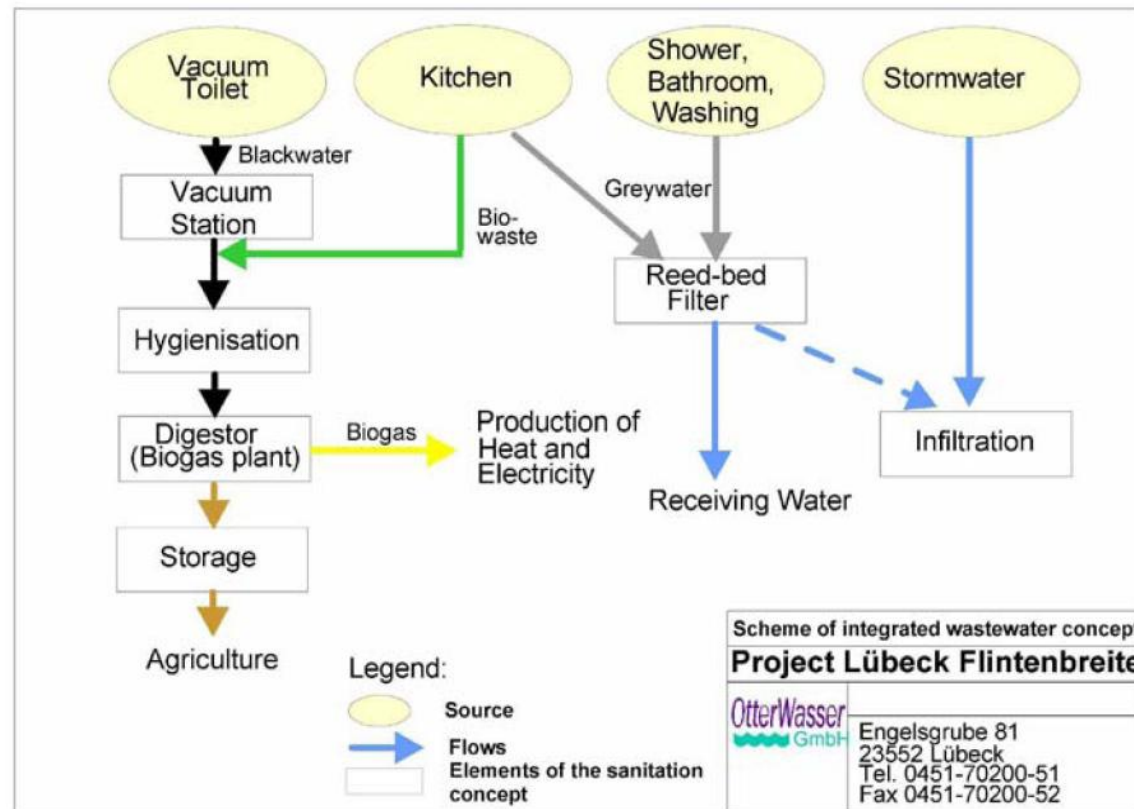 Vacuum
Toilet
Kitchen
Shower,
Bathroom,
Washing
Stormwater
Blackwater
Greywater
Vacuum
Station
Bio-
waste
Reed-bed
Filter
Hygienisation
Digestor
(Biogas plant)
Biogas
Production of
Heat and
Electricity
Infiltration
Receiving Water
Storage
Agriculture
Legend:
Source
Flows
Elements of the sanitation
concept
Scheme of integrated wastewater concept
Project Lübeck Flintenbreite
OtterWasser
GmbH
Engelsgrube 81
23552 Lübeck
Tel. 0451-70200-51
Fax 0451-70200-52